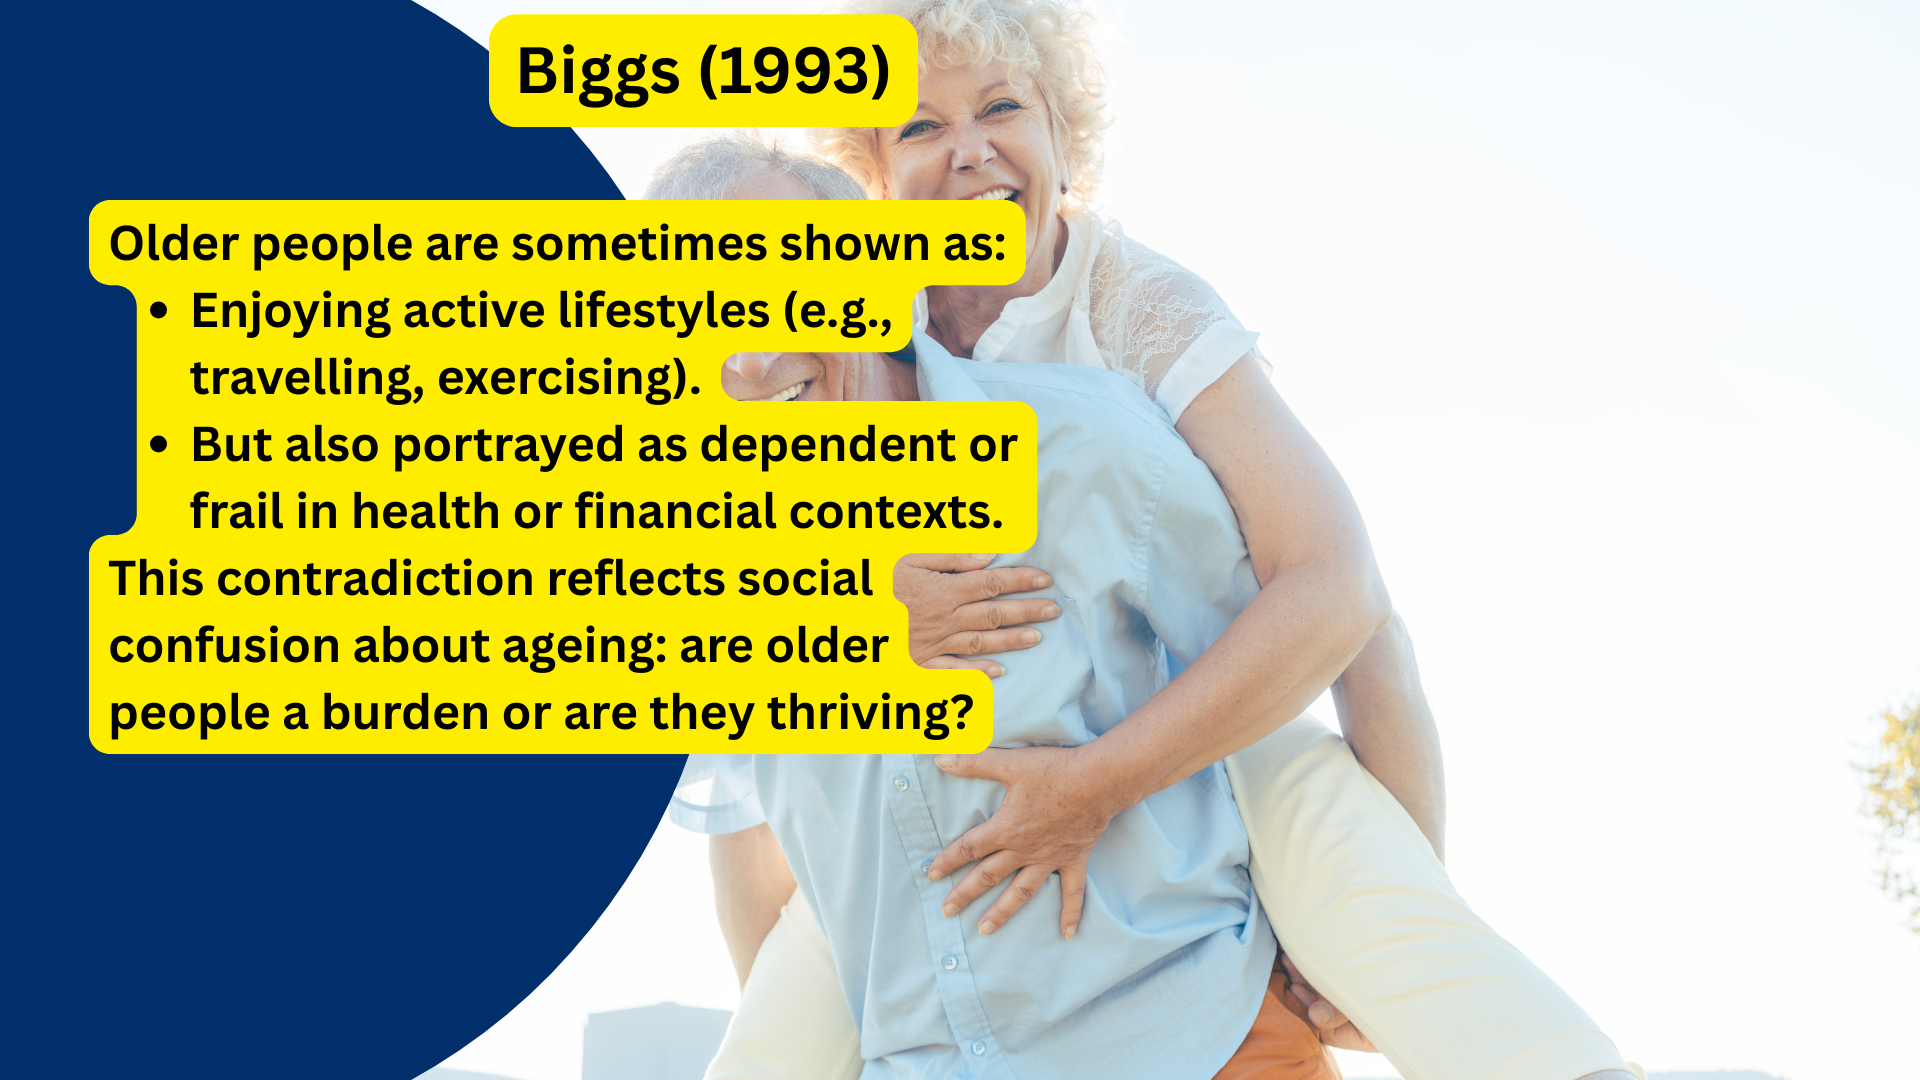 Biggs (1993)
Older people are sometimes shown as:
• Enjoying active lifestyles (e.g.,
travelling, exercising).
• But also portrayed as dependent or
frail in health or financial contexts.
This contradiction reflects social
confusion about ageing: are older
people a burden or are they thriving?